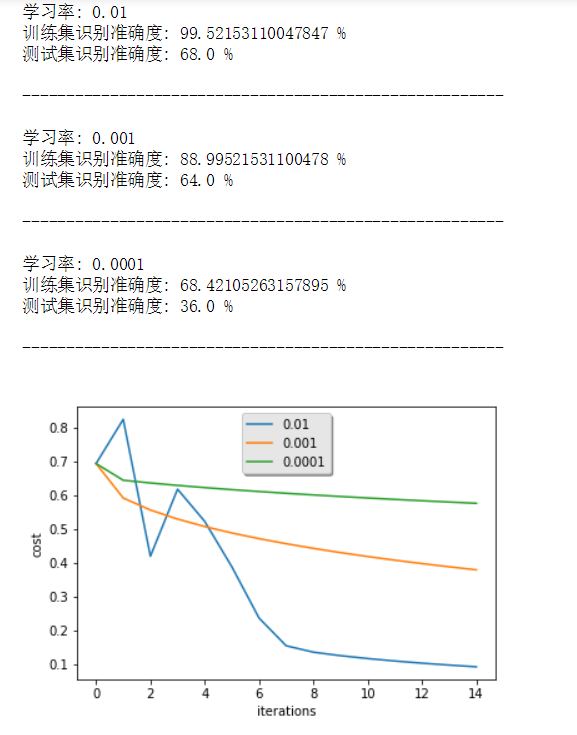 学习率: 0.01
训练集识别准确度: 99.52153110047847 %
测试集识别准确度: 68.0 %
-------------------------------------------------------
学习率: 0.001
训练集识别准确度: 88.99521531100478 %
测试集识别准确度: 64.0 %
-------------------------------------------------------
学习率: 0.0001
训练集识别准确度: 68.42105263157895 %
测试集识别准确度: 36.0 %
-------------------------------------------------------
0.01
0.001
0.0001
0.8
0.7
0.6
0.5
0.4
0.3
0.2
0.1
cost
0 2 4 6 8 10 12 14
iterations